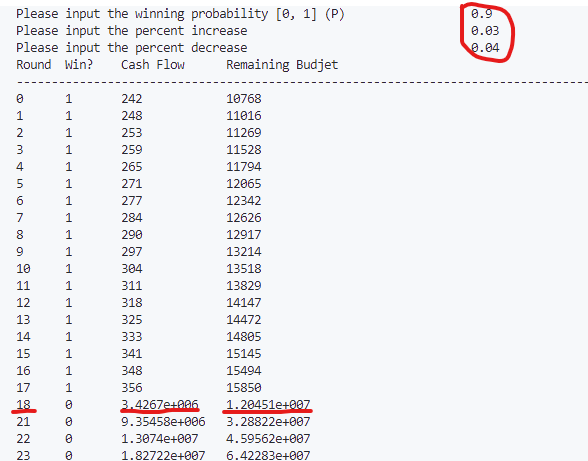 Please input the winning probability [0, 1] (P) 0.9
Please input the percent increase 0.03
Please input the percent decrease 0.04
Round Win? Cash Flow Remaining Budjet
--------------------------------------------------------------------------------
0 1 242 10768
1 1 248 11016
2 1 253 11269
3 1 259 11528
4 1 265 11794
5 1 271 12065
6 1 277 12342
7 1 284 12626
8 1 290 12917
9 1 297 13214
10 1 304 13518
11 1 311 13829
12 1 318 14147
13 1 325 14472
14 1 333 14805
15 1 341 15145
16 1 348 15494
17 1 356 15850
18 0 3.4267e+006 1.20451e+007
21 0 9.35458e+006 3.28822e+007
22 0 1.3074e+007 4.59562e+007
23 0 1.82722e+007 6.42283e+007